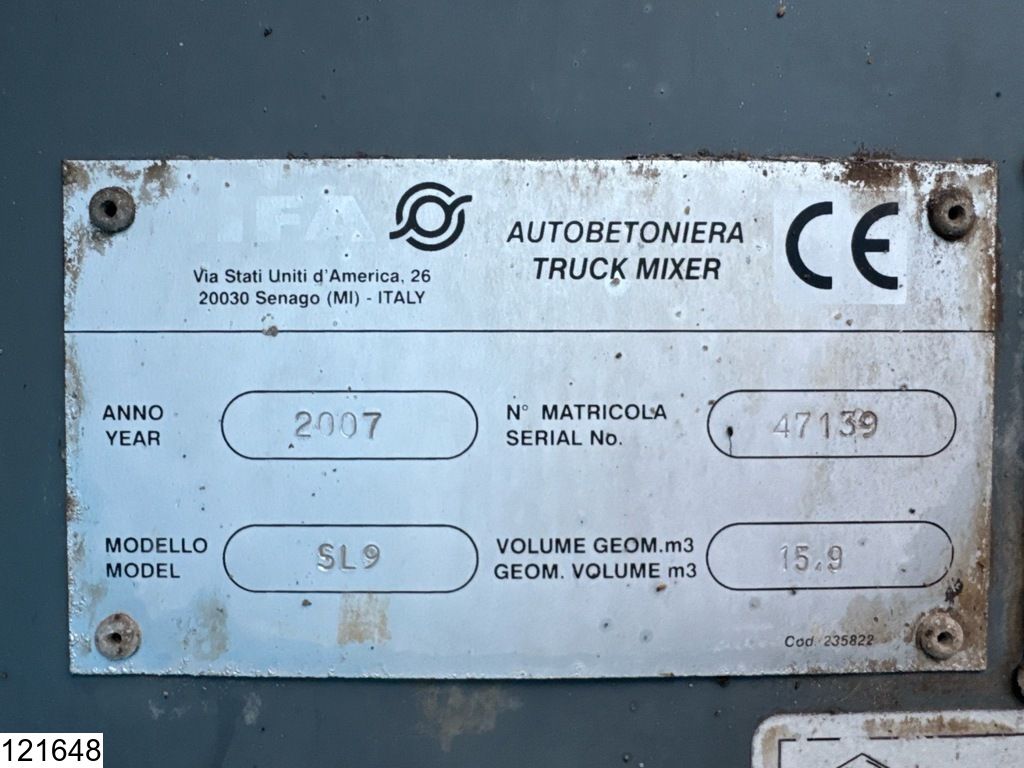 AUTOBETONIERA
TRUCK MIXER
CE
Via Stati Uniti d'America, 26
20030 Senago (MI) - ITALY
ANNO
YEAR
2007
N° MATRICOLA
SERIAL No.
47139
MODELLO
MODEL
SL9
VOLUME GEOM.m3
GEOM. VOLUME m3
15,9
Cod. 235822
121648